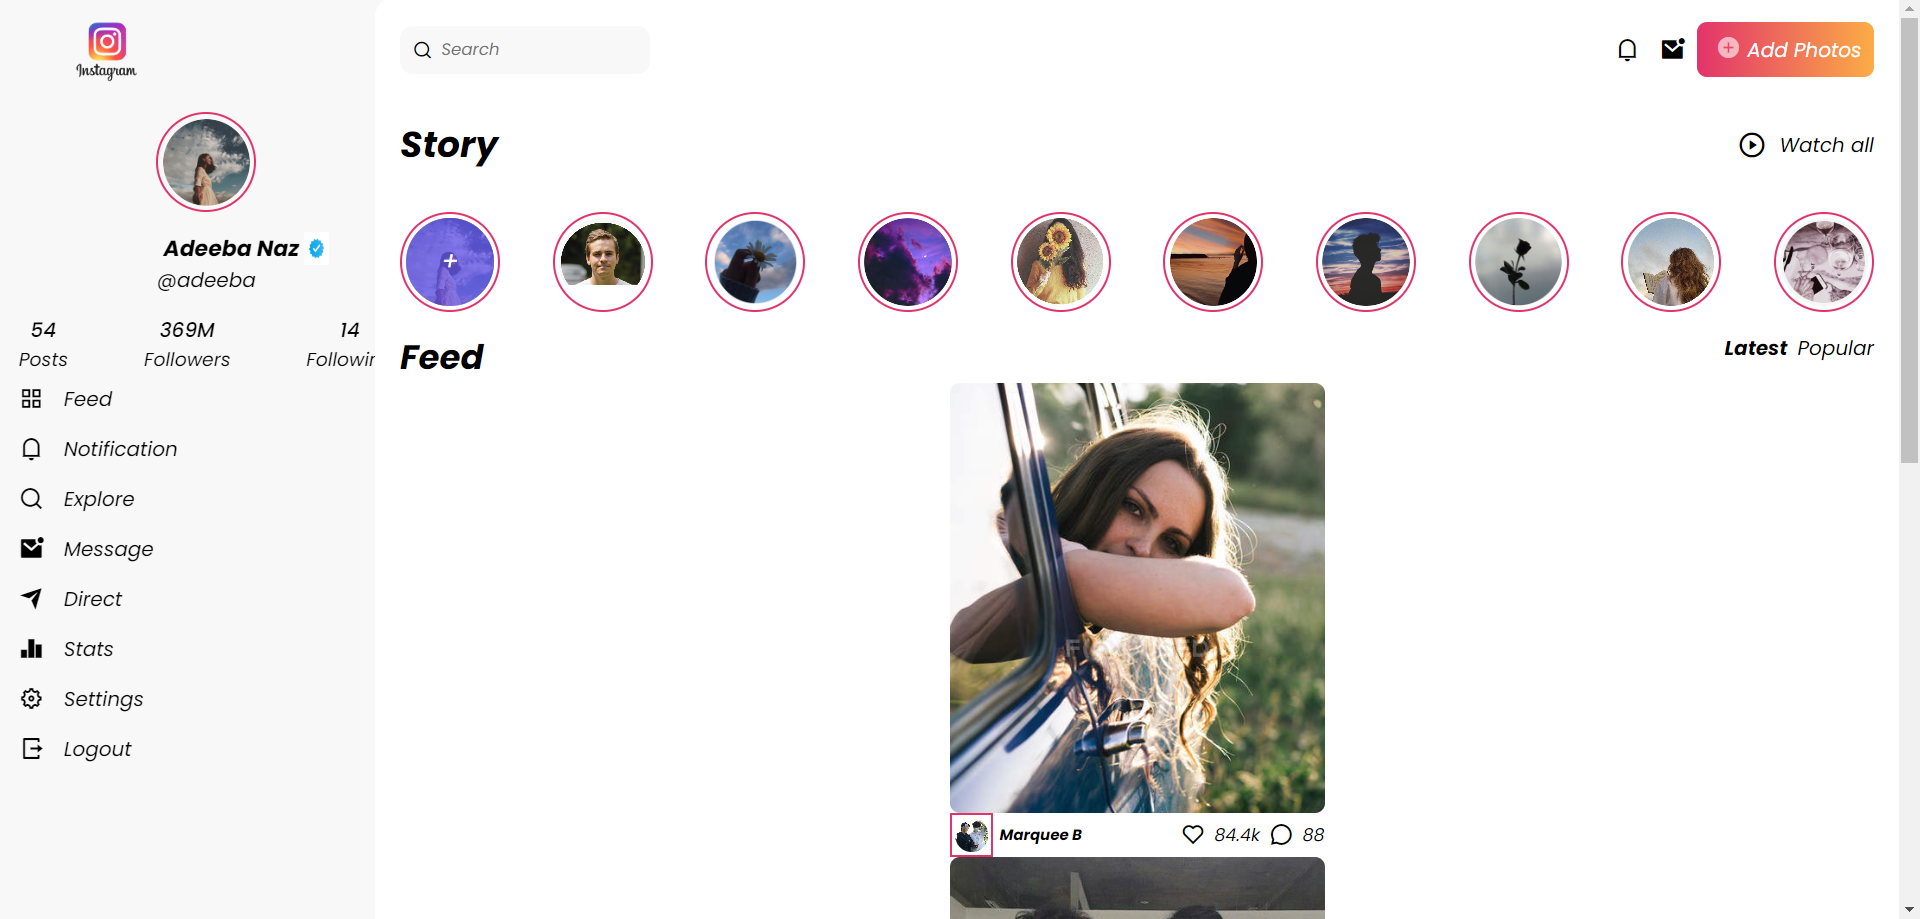 Instagram
Adeeba Naz
@adeeba
54
Posts
369M
Followers
14
Followin
Feed
Notification
Explore
Message
Direct
Stats
Settings
Logout
Search
Add Photos
Story
Watch all
Feed
Latest Popular
Marquee B
84.4k
88